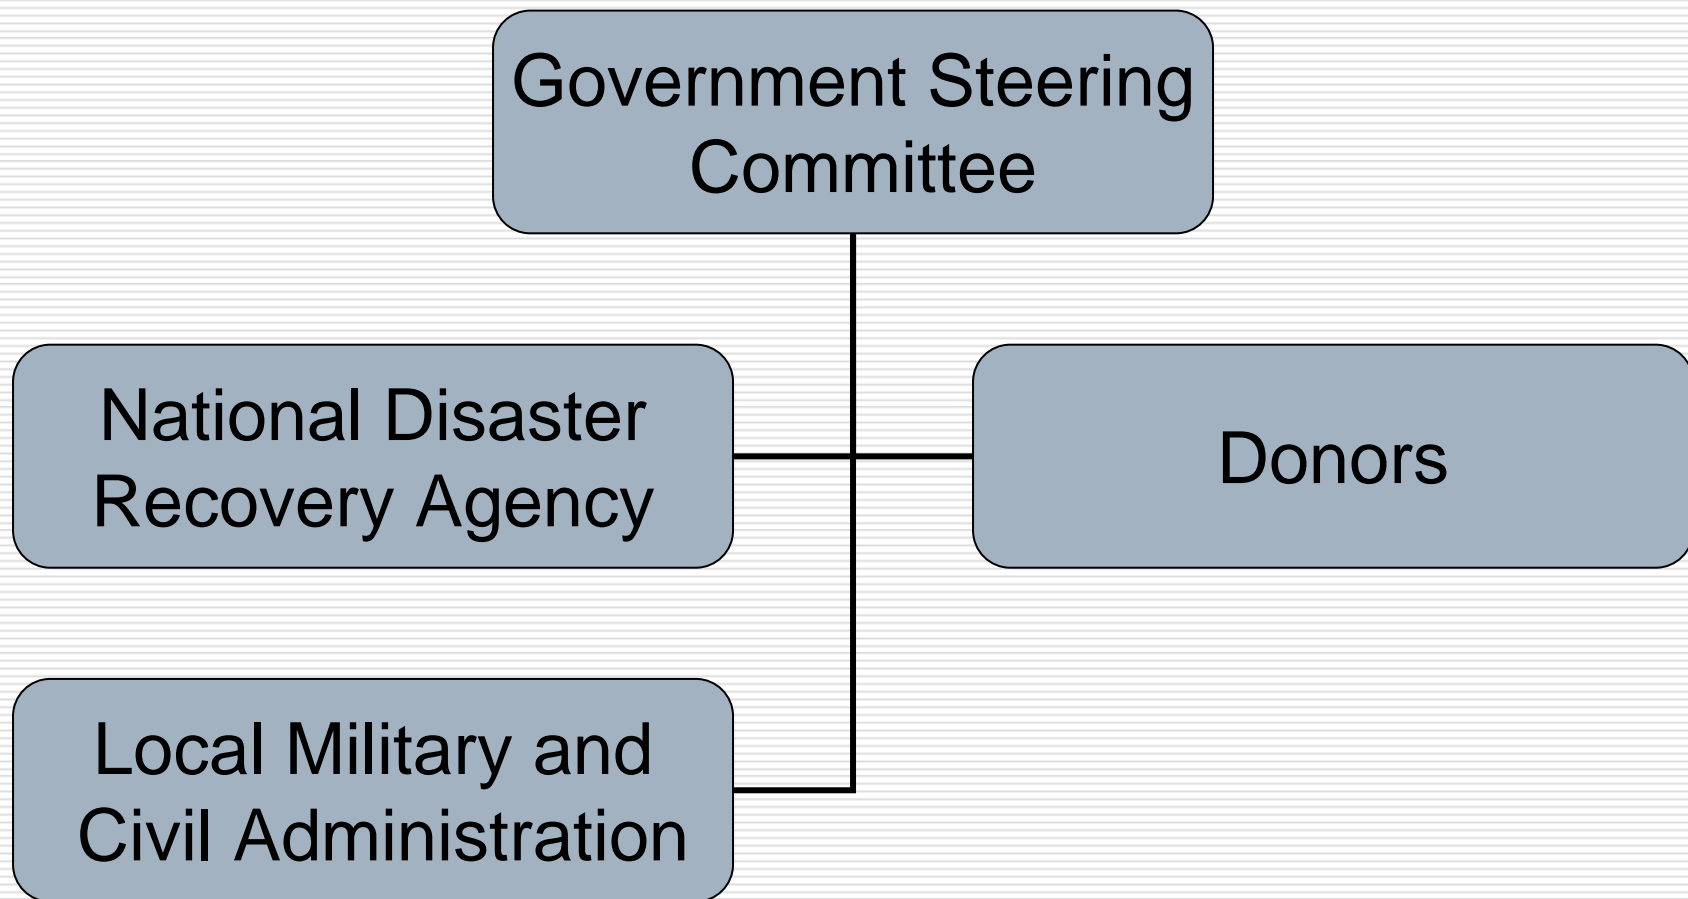 Government Steering
Committee
National Disaster
Recovery Agency
Donors
Local Military and
Civil Administration